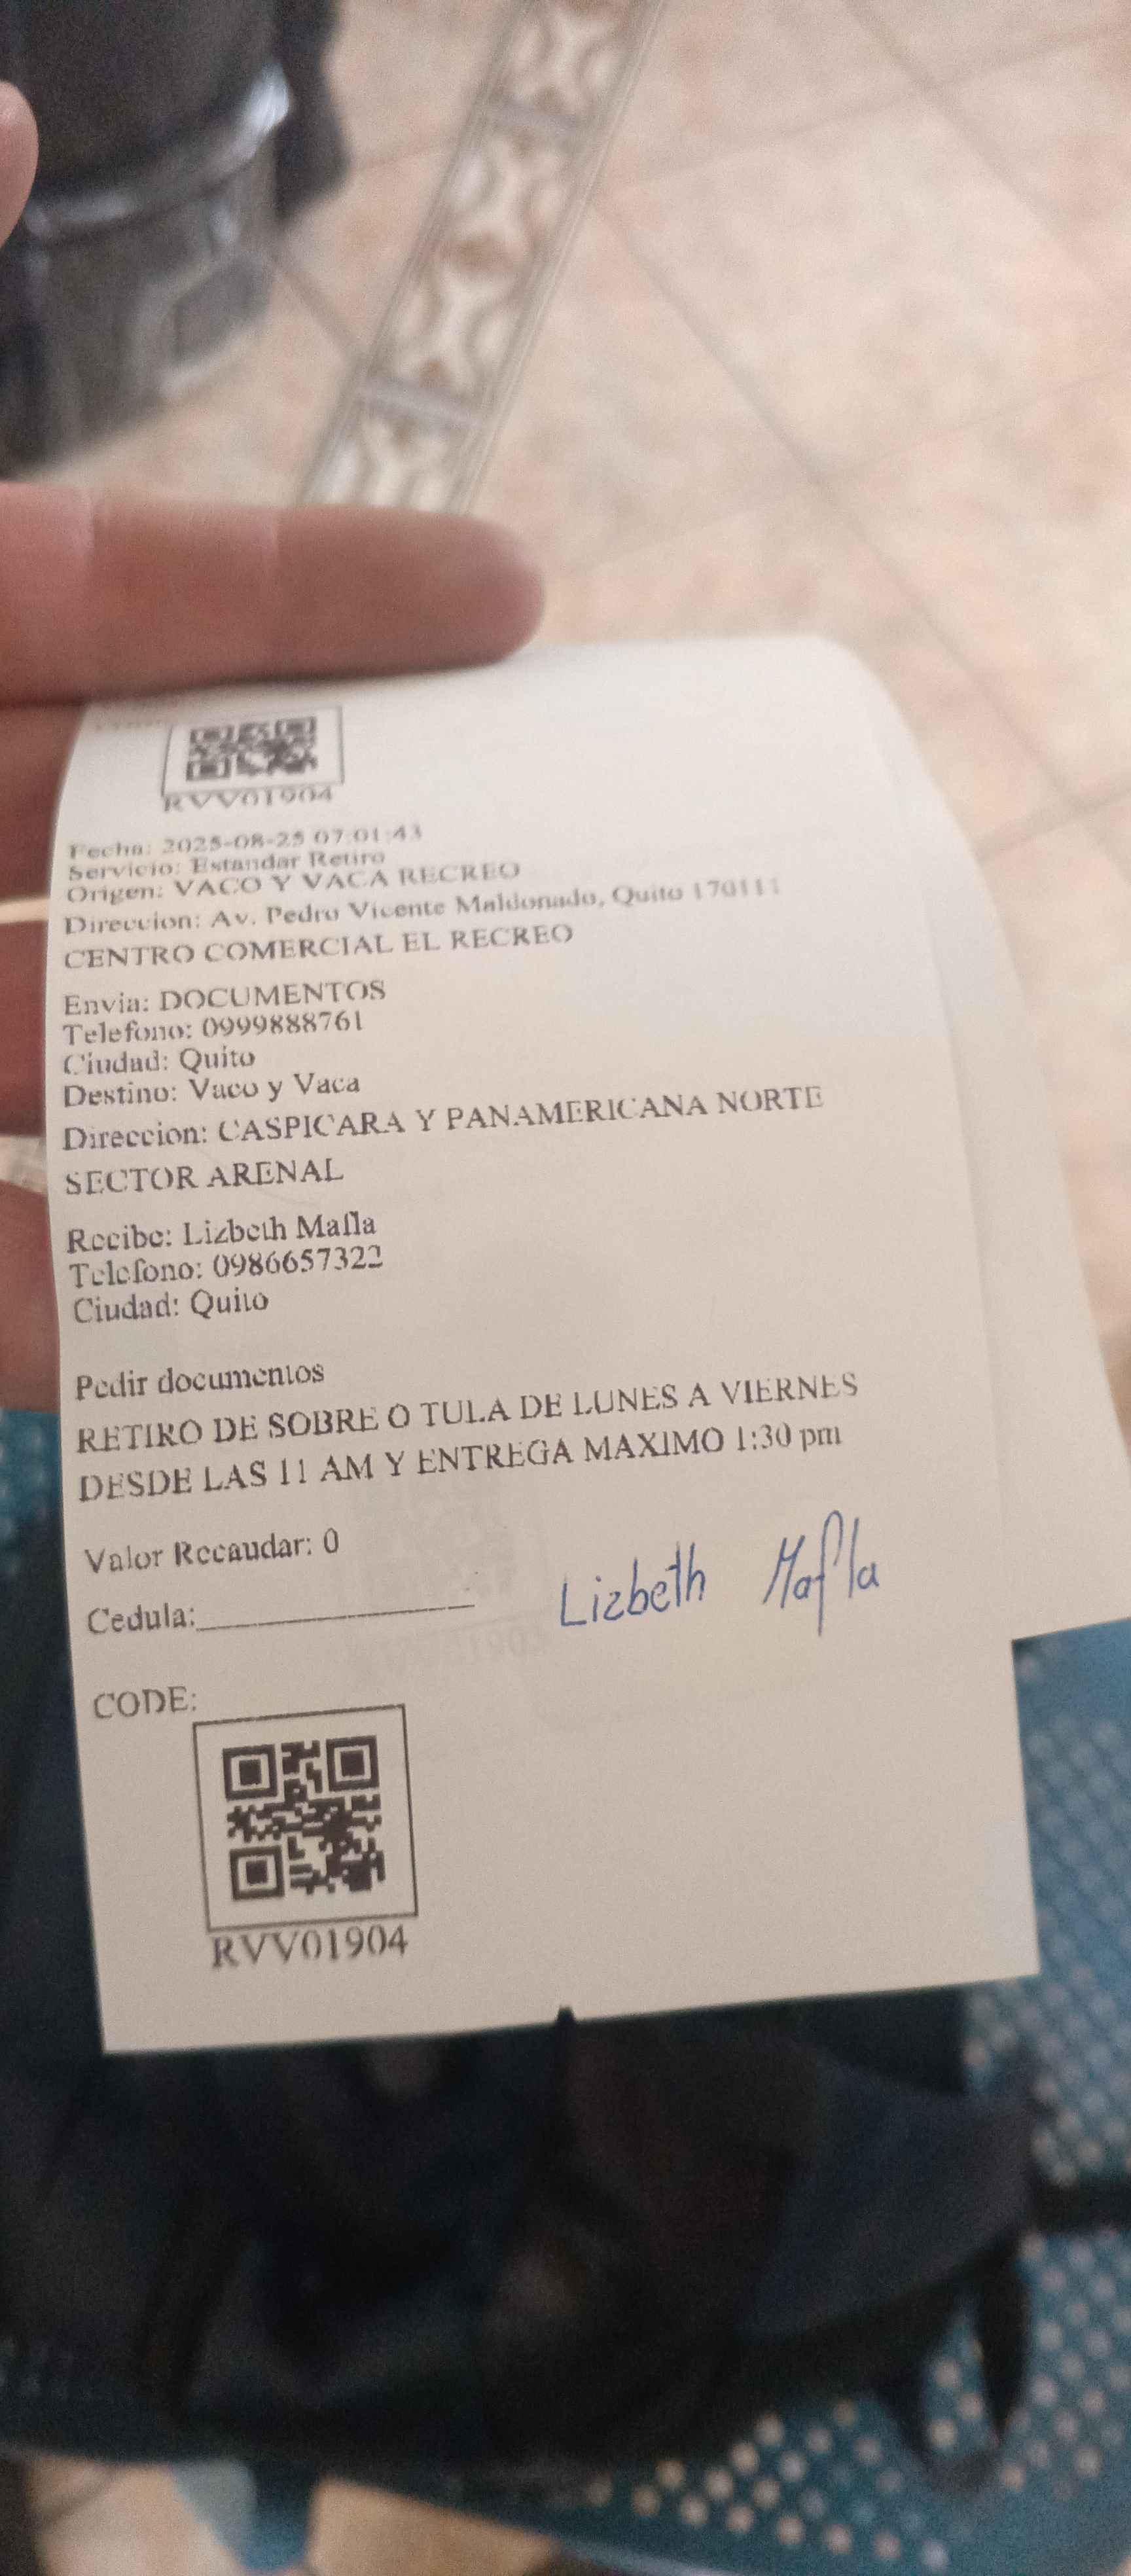 RVV01904
Fecha: 2025-08-25 07:01:43
Servicio: Estandar Retiro
Origen: VACO Y VACA RECREO
Direccion: Av. Pedro Vicente Maldonado, Quito 170111
CENTRO COMERCIAL EL RECREO
Envia: DOCUMENTOS
Telefono: 0999888761
Ciudad: Quito
Destino: Vaco y Vaca
Direccion: CASPICARA Y PANAMERICANA NORTE
SECTOR ARENAL
Recibe: Lizbeth Mafla
Telefono: 0986657322
Ciudad: Quito
Pedir documentos
RETIRO DE SOBRE O TULA DE LUNES A VIERNES
DESDE LAS 11 AM Y ENTREGA MAXIMO 1:30 pm
Valor Recaudar: 0
Cedula:____________________
Lizbeth Mafla
CODE:
RVV01904